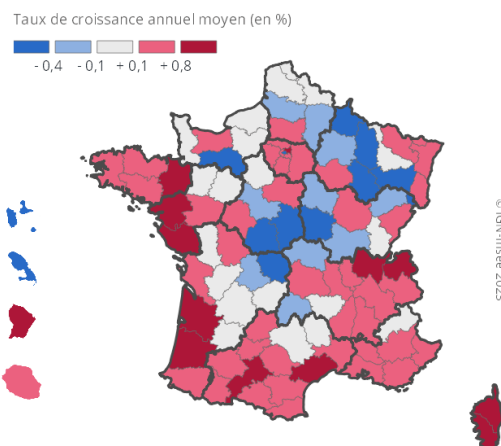 Taux de croissance annuel moyen (en %)
- 0,4 - 0,1 + 0,1 + 0,8
© IGN-Insee 2025